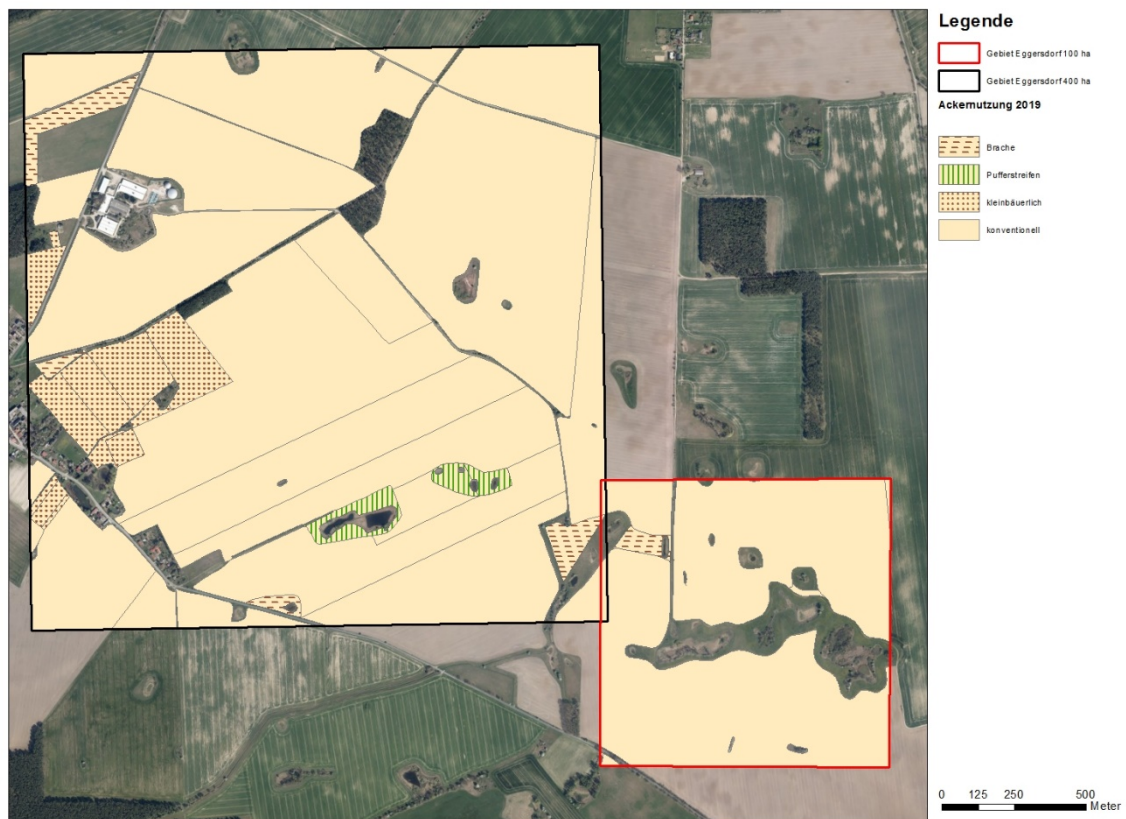 Legende
Gebiet Eggersdorf 100 ha
Gebiet Eggersdorf 400 ha
Ackernutzung 2019
Brache
Pufferstreifen
kleinbäuerlich
konventionell
0 125 250 500
Meter